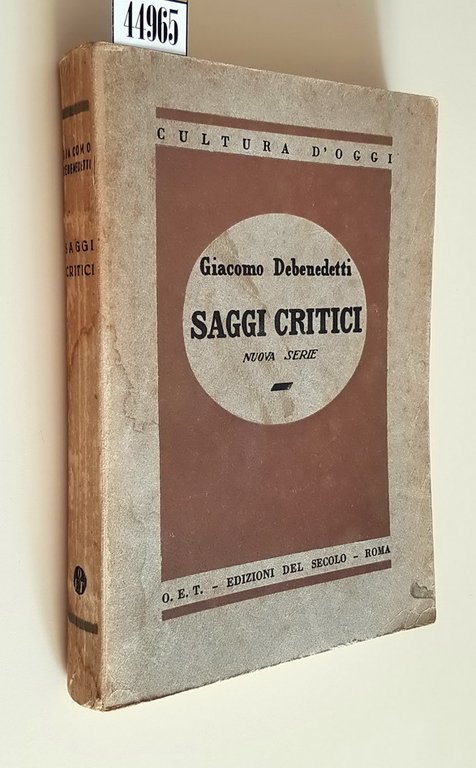 44965
CULTURA D'OGGI
Giacomo Debenedetti
SAGGI CRITICI
NUOVA SERIE
O. E. T. - EDIZIONI DEL SECOLO - ROMA
GIACOMO
DEBENEDETTI
SAGGI
CRITICI